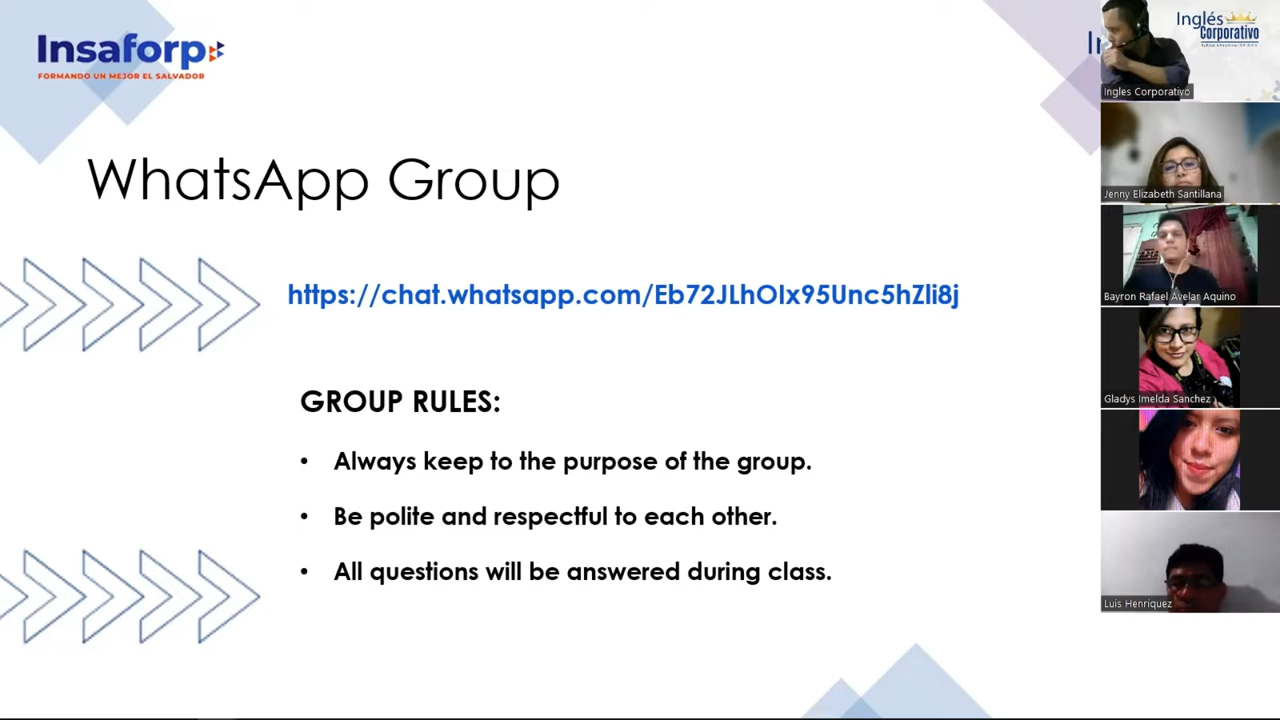 Insaforp
FORMANDO UN MEJOR EL SALVADOR
WhatsApp Group
https://chat.whatsapp.com/Eb72JLhOIx95Unc5hZli8j
GROUP RULES:
• Always keep to the purpose of the group.
• Be polite and respectful to each other.
• All questions will be answered during class.
Inglés
Corporativo
Ingles Corporativo
Jenny Elizabeth Santillana
Bayron Rafael Avelar Aquino
Gladys Imelda Sanchez
Luis Henriquez